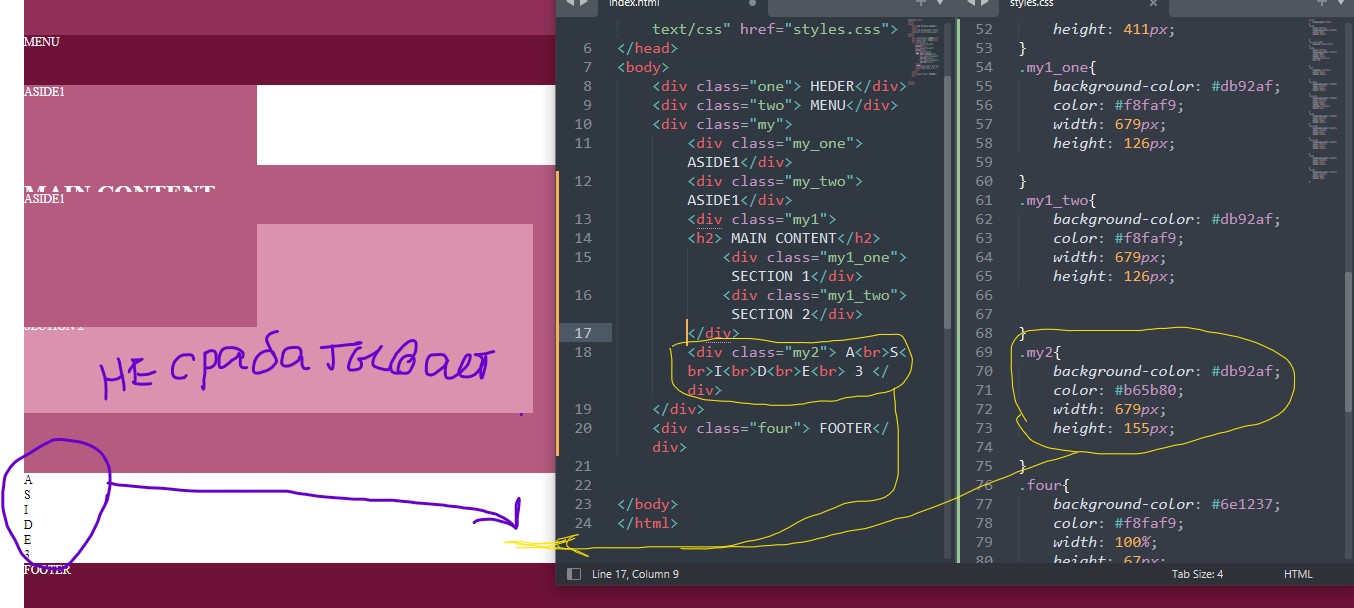 MENU
ASIDE1
MAIN CONTENT
ASIDE1
SECTION 2
не срабатывает
A
S
I
D
E
3
FOOTER
index.html
text/css" href="styles.css">
6 </head>
7 <body>
8 <div class="one"> HEDER</div>
9 <div class="two"> MENU</div>
10 <div class="my">
11 <div class="my_one">
ASIDE1</div>
12 <div class="my_two">
ASIDE1</div>
13 <div class="my1">
14 <h2> MAIN CONTENT</h2>
15 <div class="my1_one">
SECTION 1</div>
16 <div class="my1_two">
SECTION 2</div>
17 </div>
18 <div class="my2"> A<br>S<
br>I<br>D<br>E<br> 3 </
div>
19 </div>
20 <div class="four"> FOOTER</
div>
21
22
23 </body>
24 </html>
styles.css
52 height: 411px;
53 }
54 .my1_one{
55 background-color: #db92af;
56 color: #f8faf9;
57 width: 679px;
58 height: 126px;
59
60 }
61 .my1_two{
62 background-color: #db92af;
63 color: #f8faf9;
64 width: 679px;
65 height: 126px;
66
67
68 }
69 .my2{
70 background-color: #db92af;
71 color: #b65b80;
72 width: 679px;
73 height: 155px;
74
75 }
76 .four{
77 background-color: #6e1237;
78 color: #f8faf9;
79 width: 100%;
80 height: 67px;
Line 17, Column 9
Tab Size: 4
HTML